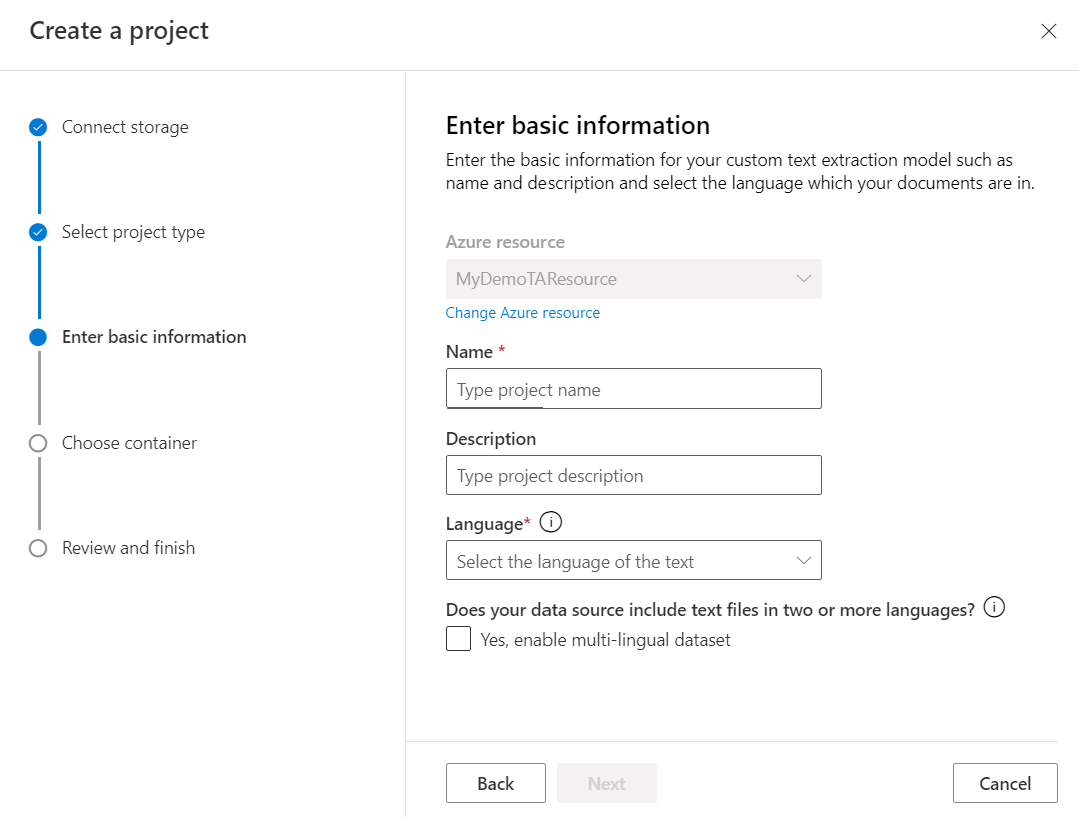 Create a project
Connect storage
Select project type
Enter basic information
Choose container
Review and finish
Enter basic information
Enter the basic information for your custom text extraction model such as
name and description and select the language which your documents are in.
Azure resource
MyDemoTAResource
Change Azure resource
Name *
Type project name
Description
Type project description
Language*
Select the language of the text
Does your data source include text files in two or more languages?
Yes, enable multi-lingual dataset
Back
Next
Cancel